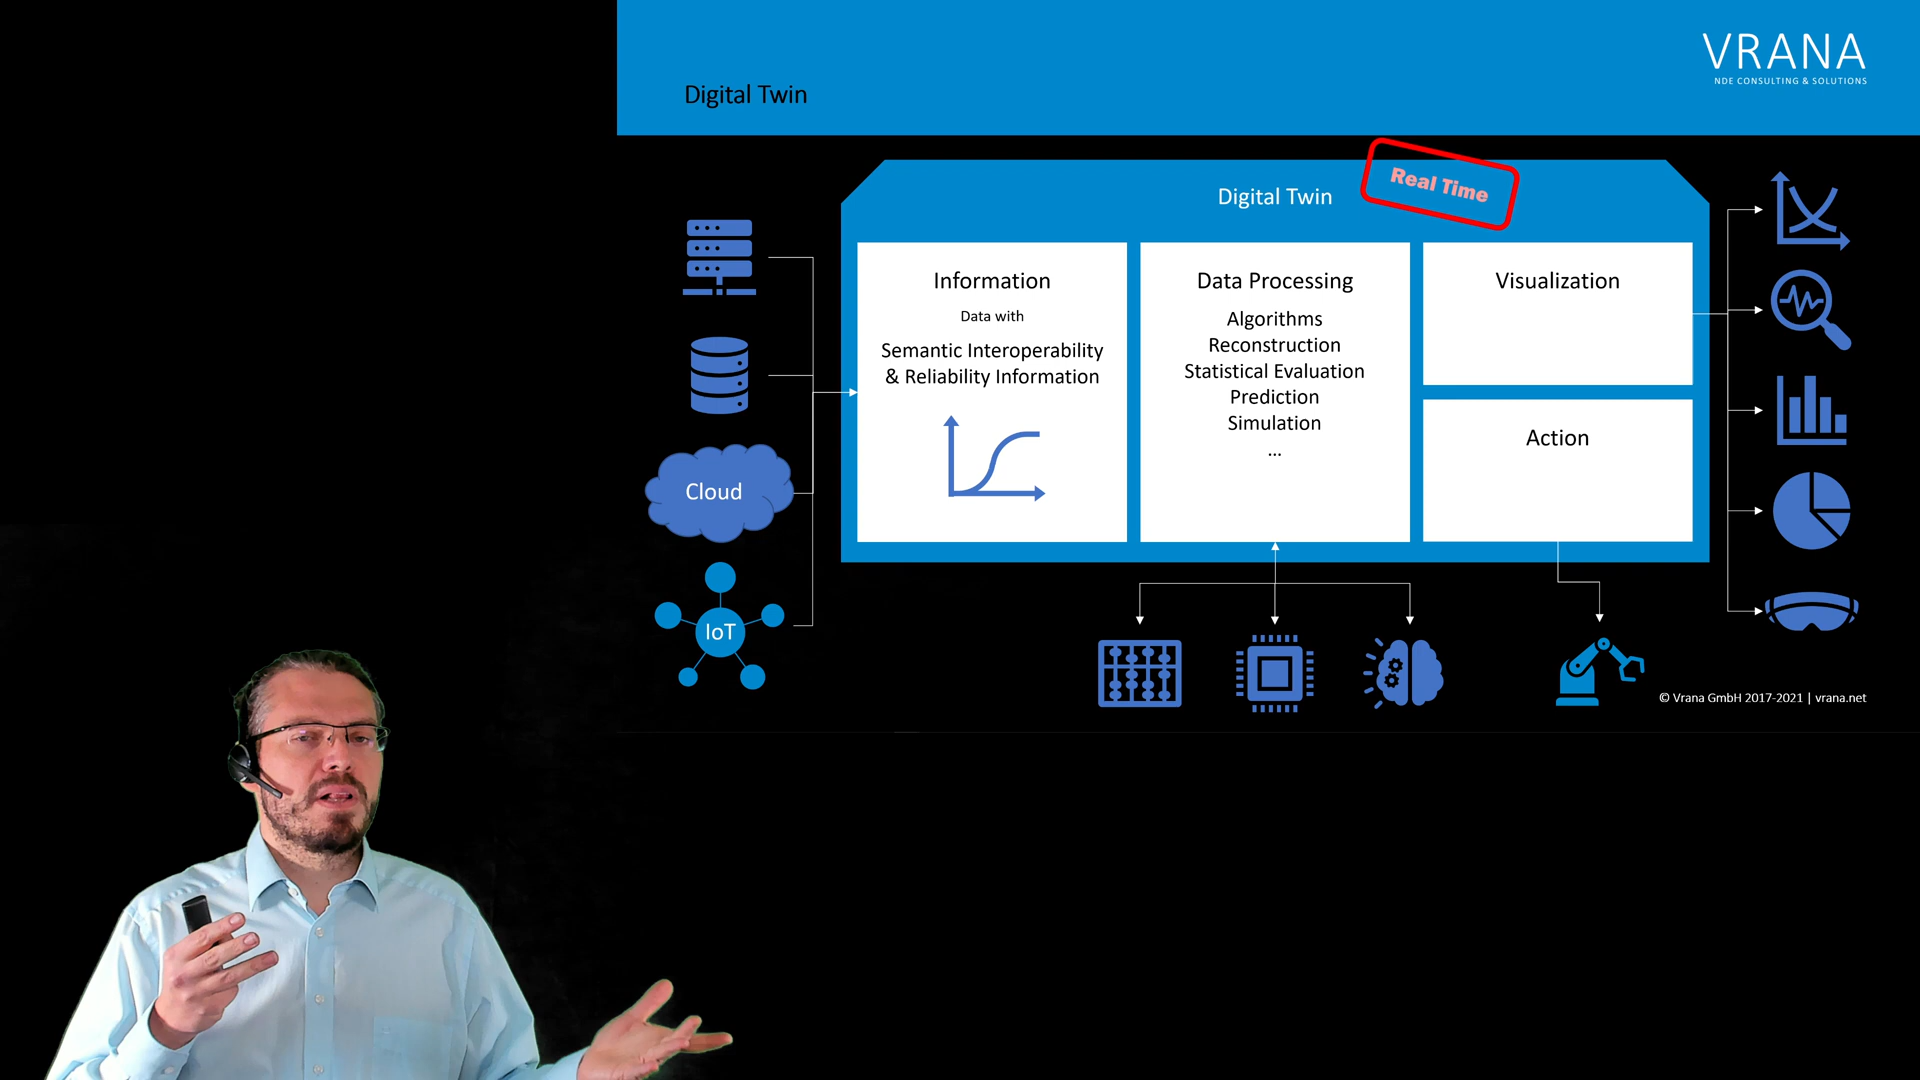 VRANA
NDE CONSULTING & SOLUTIONS
Digital Twin
Digital Twin
Real Time
Information
Data with
Semantic Interoperability
& Reliability Information
Data Processing
Algorithms
Reconstruction
Statistical Evaluation
Prediction
Simulation
...
Visualization
Action
Cloud
IoT
© Vrana GmbH 2017-2021 | vrana.net